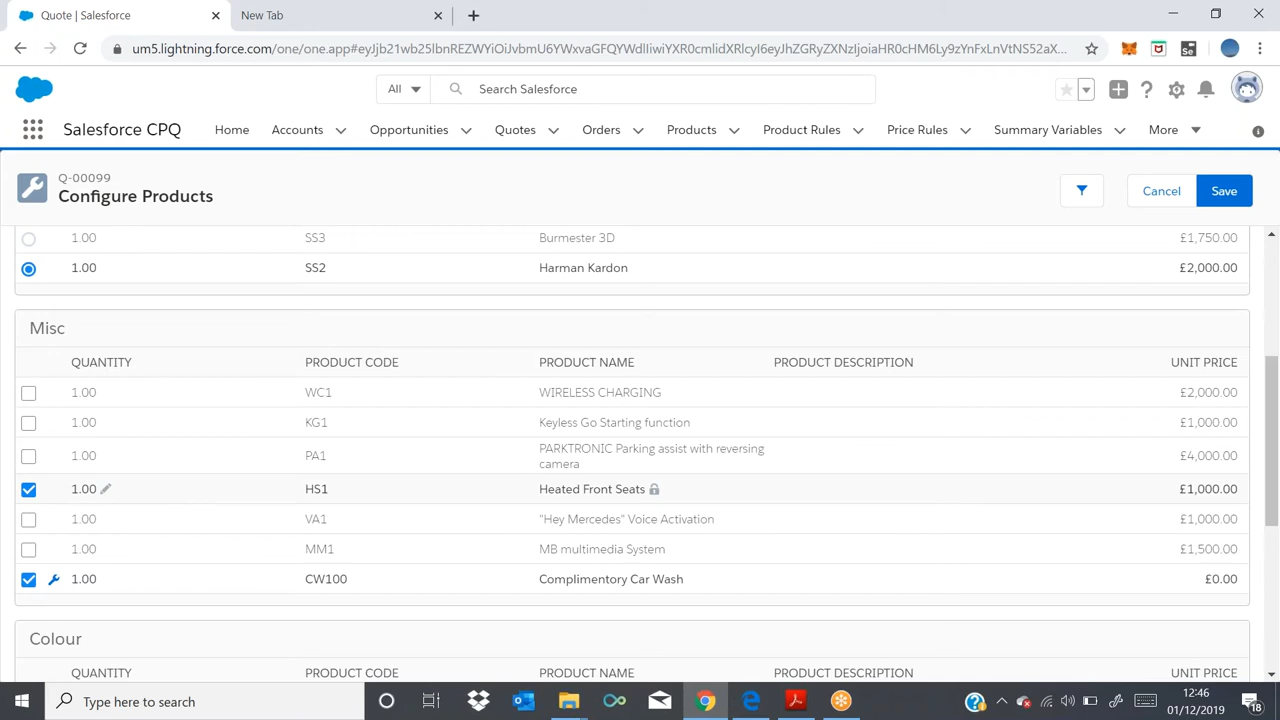 Quote | Salesforce
New Tab
um5.lightning.force.com/one/one.app#eyJjb21wb25lbnREZWYiOiJvbmU6YWxvaGFQYWdlIiwiYXR0cmlidXRlcyI6eyJhZGRyZXNzIjoiaHR0cHM6Ly9zYnFxLnVtNS52aX...
All
Search Salesforce
Salesforce CPQ Home Accounts Opportunities Quotes Orders Products Product Rules Price Rules Summary Variables More
Q-00099
Configure Products
Cancel Save
1.00 SS3 Burmester 3D £1,750.00
1.00 SS2 Harman Kardon £2,000.00
Misc
QUANTITY PRODUCT CODE PRODUCT NAME PRODUCT DESCRIPTION UNIT PRICE
1.00 WC1 WIRELESS CHARGING £2,000.00
1.00 KG1 Keyless Go Starting function £1,000.00
1.00 PA1 PARKTRONIC Parking assist with reversing £4,000.00
camera
1.00 HS1 Heated Front Seats £1,000.00
1.00 VA1 "Hey Mercedes" Voice Activation £1,000.00
1.00 MM1 MB multimedia System £1,500.00
1.00 CW100 Complimentory Car Wash £0.00
Colour
QUANTITY PRODUCT CODE PRODUCT NAME PRODUCT DESCRIPTION UNIT PRICE
Type here to search
12:46
01/12/2019
18